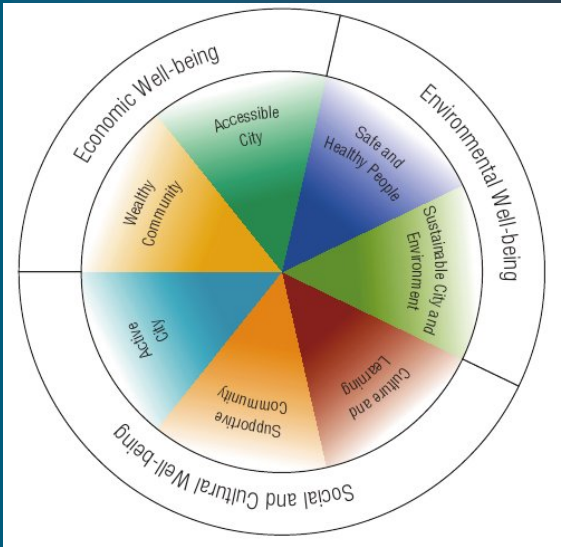 Economic Well-being
Environmental Well-being
Social and Cultural Well-being
Accessible
City
Safe and
Healthy People
Sustainable City and
Environment
Culture and
Learning
Supportive
Community
Active
City
Wealthy
Community